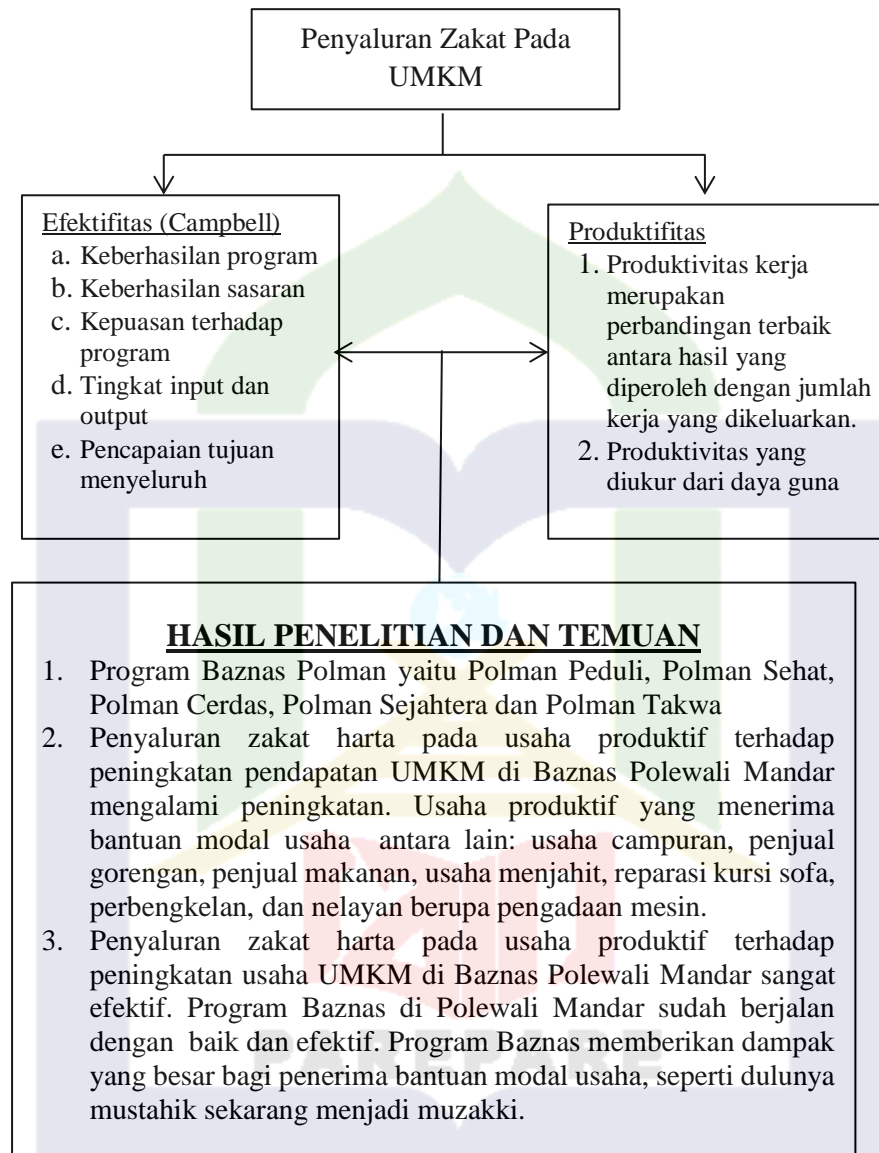 Penyaluran Zakat Pada
UMKM
Efektifitas (Campbell)
a. Keberhasilan program
b. Keberhasilan sasaran
c. Kepuasan terhadap
program
d. Tingkat input dan
output
e. Pencapaian tujuan
menyeluruh
Produktifitas
1. Produktivitas kerja
merupakan
perbandingan terbaik
antara hasil yang
diperoleh dengan jumlah
kerja yang dikeluarkan.
2. Produktivitas yang
diukur dari daya guna
HASIL PENELITIAN DAN TEMUAN
1. Program Baznas Polman yaitu Polman Peduli, Polman Sehat,
Polman Cerdas, Polman Sejahtera dan Polman Takwa
2. Penyaluran zakat harta pada usaha produktif terhadap
peningkatan pendapatan UMKM di Baznas Polewali Mandar
mengalami peningkatan. Usaha produktif yang menerima
bantuan modal usaha antara lain: usaha campuran, penjual
gorengan, penjual makanan, usaha menjahit, reparasi kursi sofa,
perbengkelan, dan nelayan berupa pengadaan mesin.
3. Penyaluran zakat harta pada usaha produktif terhadap
peningkatan usaha UMKM di Baznas Polewali Mandar sangat
efektif. Program Baznas di Polewali Mandar sudah berjalan
dengan baik dan efektif. Program Baznas memberikan dampak
yang besar bagi penerima bantuan modal usaha, seperti dulunya
mustahik sekarang menjadi muzakki.
PAREPARE